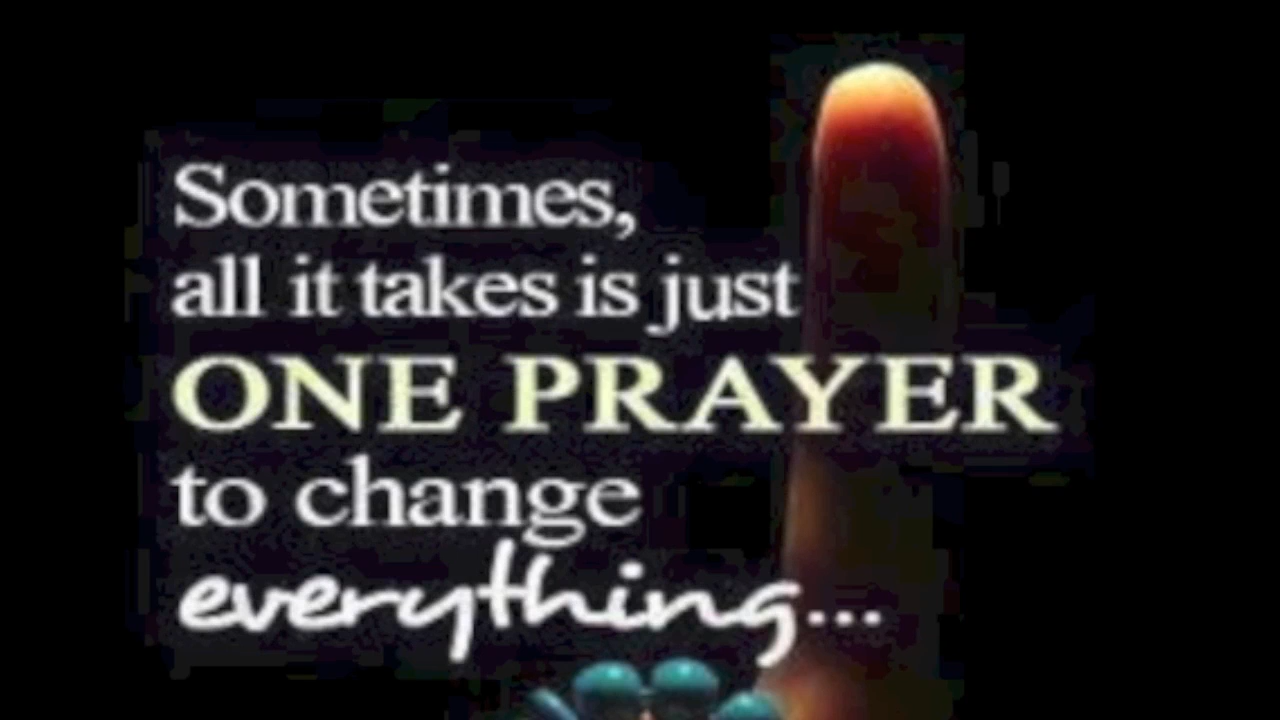 Sometimes,
all it takes is just
ONE PRAYER
to change
everything...